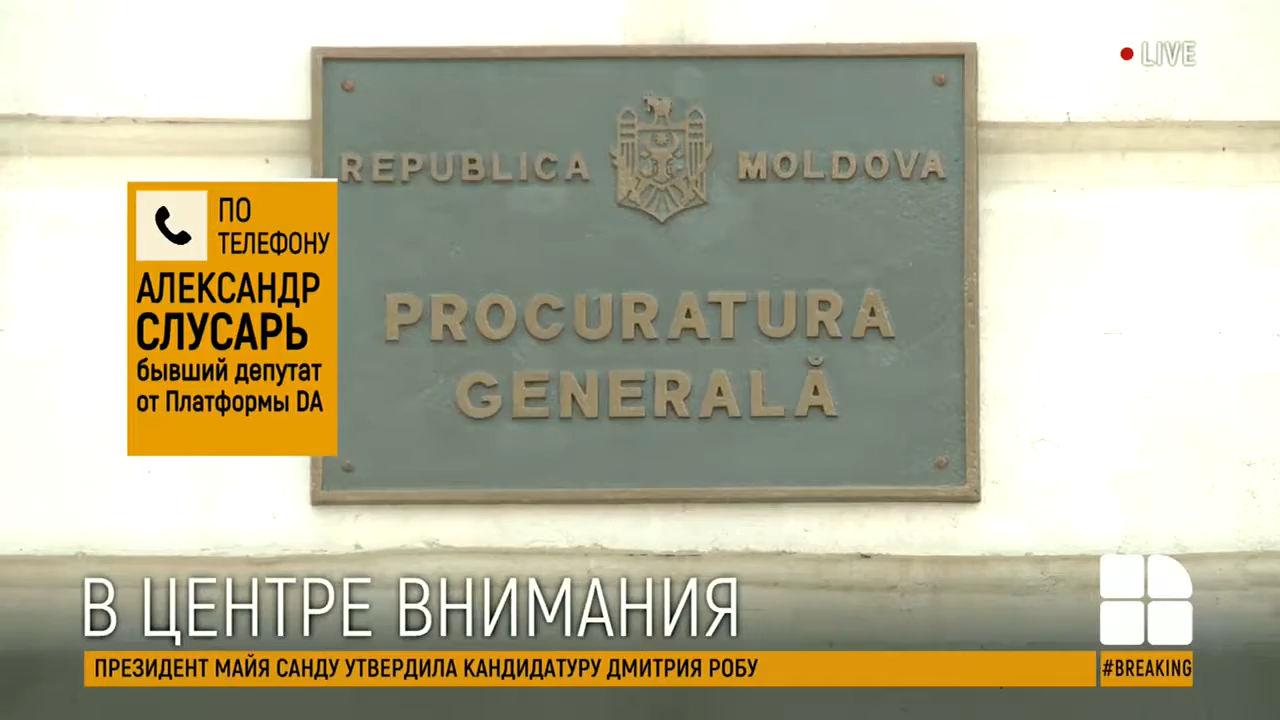 LIVE
REPUBLICA MOLDOVA
ПО
ТЕЛЕФОНУ
АЛЕКСАНДР
СЛУСАРЬ
бывший депутат
от Платформы DA
PROCURATURA
GENERALĂ
В ЦЕНТРЕ ВНИМАНИЯ
ПРЕЗИДЕНТ МАЙЯ САНДУ УТВЕРДИЛА КАНДИДАТУРУ ДМИТРИЯ РОБУ
#BREAKING